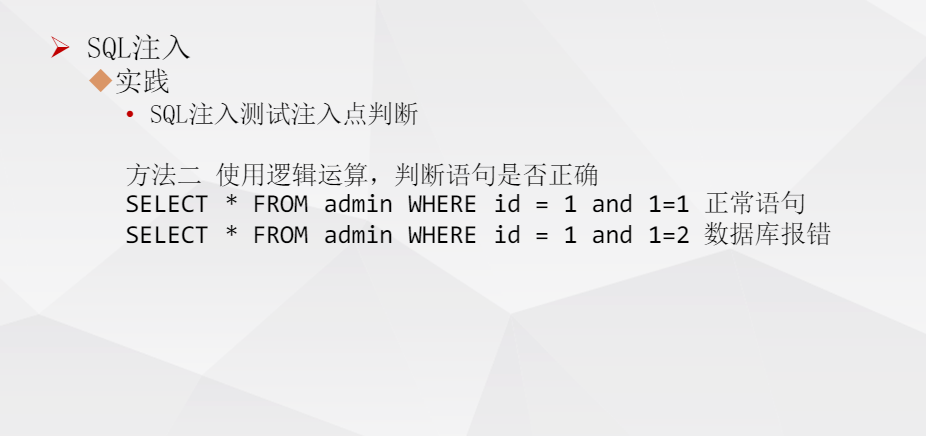 SQL注入
实践
SQL注入测试注入点判断
方法二 使用逻辑运算，判断语句是否正确
SELECT * FROM admin WHERE id = 1 and 1=1 正常语句
SELECT * FROM admin WHERE id = 1 and 1=2 数据库报错